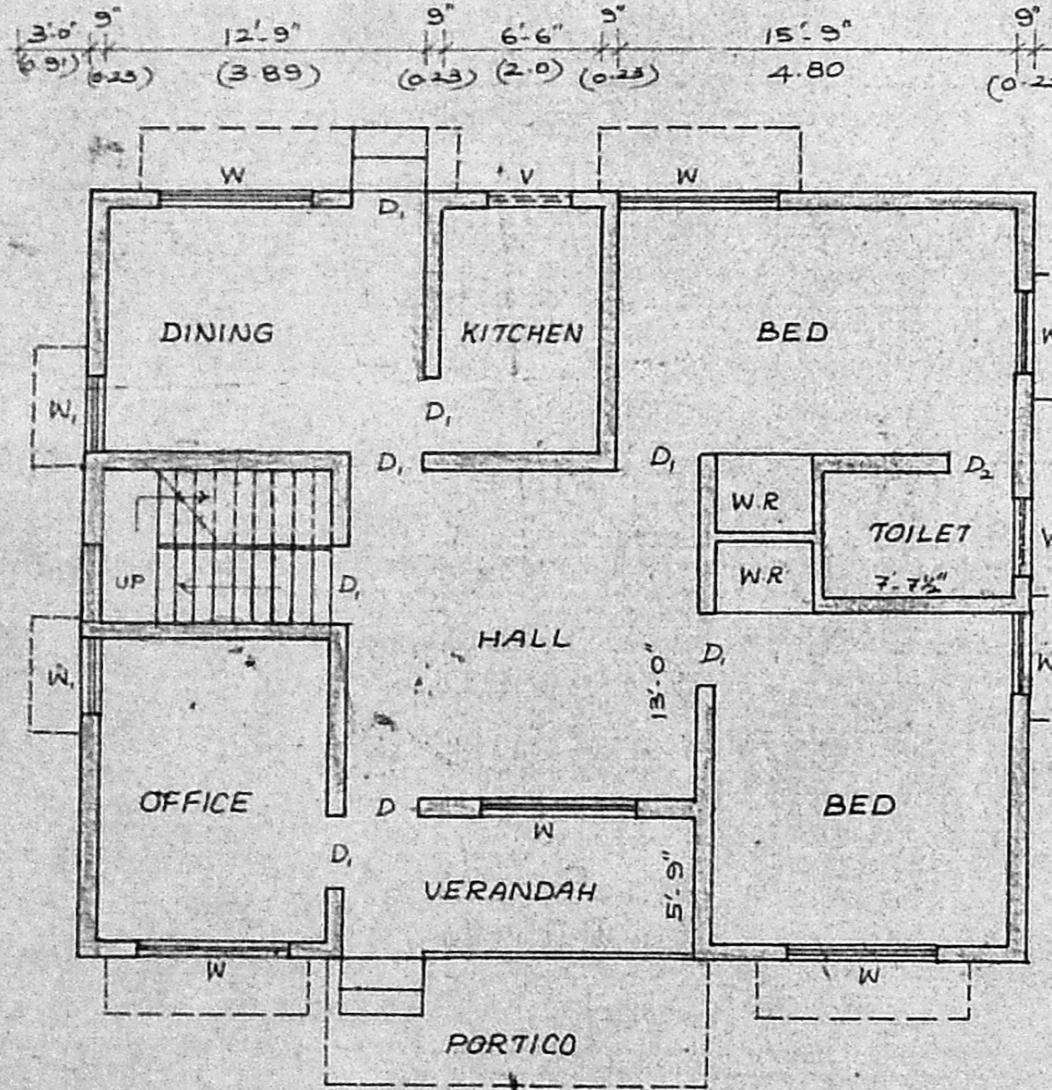 9" 9" 9" 9"
3'-0" 12'-9" 6'-6" 15'-9"
(0.91) (0.23) (3.89) (0.23) (2.0) (0.23) 4.80
W V W
D₁
DINING KITCHEN BED
W
W₁ D₁
D₁ D₁ D₂
W.R
TOILET
UP D₁ W.R 7'-7½"
HALL
W₁ D₁ W
13'-0"
OFFICE D BED
W
D₁
VERANDAH 5'-9"
W W
PORTICO